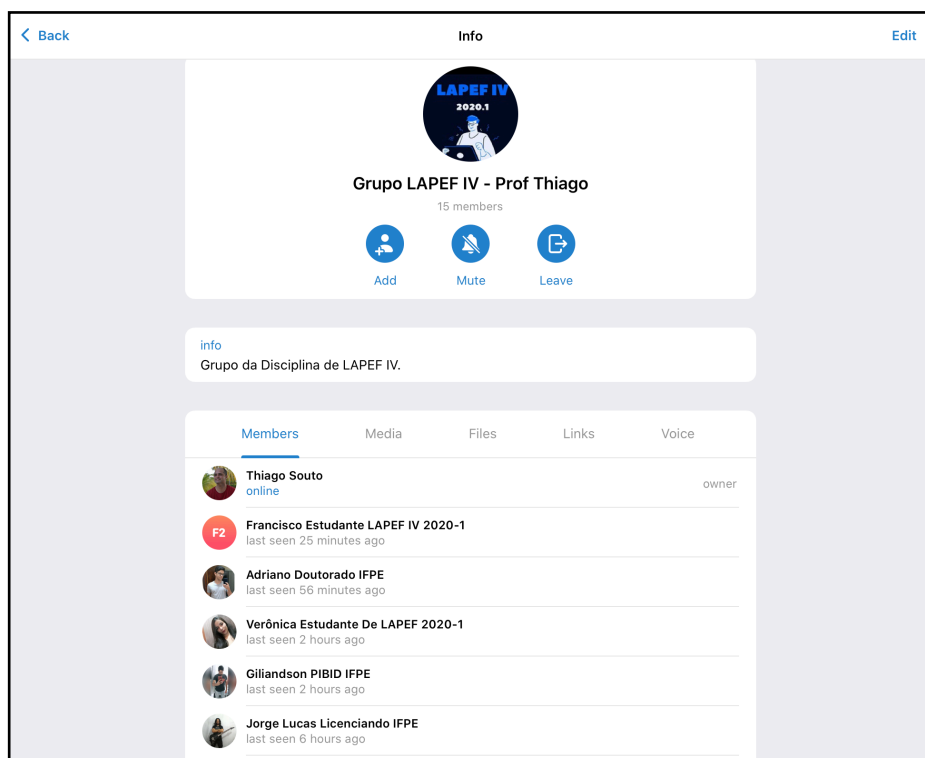 Back
Info
Edit
LAPEF IV
2020.1
Grupo LAPEF IV - Prof Thiago
15 members
Add
Mute
Leave
info
Grupo da Disciplina de LAPEF IV.
Members
Media
Files
Links
Voice
Thiago Souto
online
owner
F2
Francisco Estudante LAPEF IV 2020-1
last seen 25 minutes ago
Adriano Doutorado IFPE
last seen 56 minutes ago
Verônica Estudante De LAPEF 2020-1
last seen 2 hours ago
Giliandson PIBID IFPE
last seen 2 hours ago
Jorge Lucas Licenciando IFPE
last seen 6 hours ago